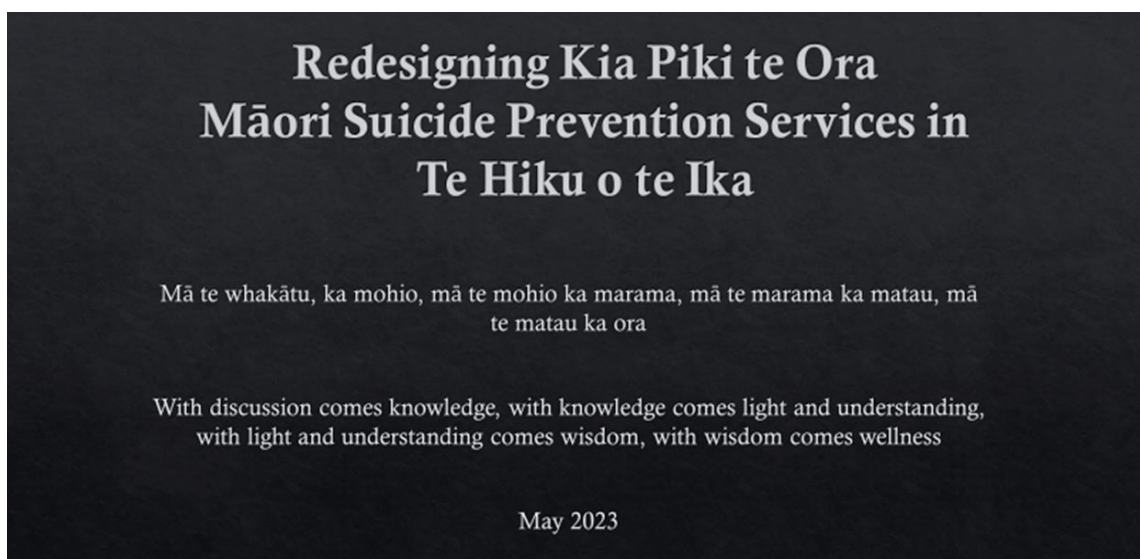 Redesigning Kia Piki te Ora
Māori Suicide Prevention Services in
Te Hiku o te Ika
Mā te whakātu, ka mohio, mā te mohio ka marama, mā te marama ka matau, mā
te matau ka ora
With discussion comes knowledge, with knowledge comes light and understanding,
with light and understanding comes wisdom, with wisdom comes wellness
May 2023